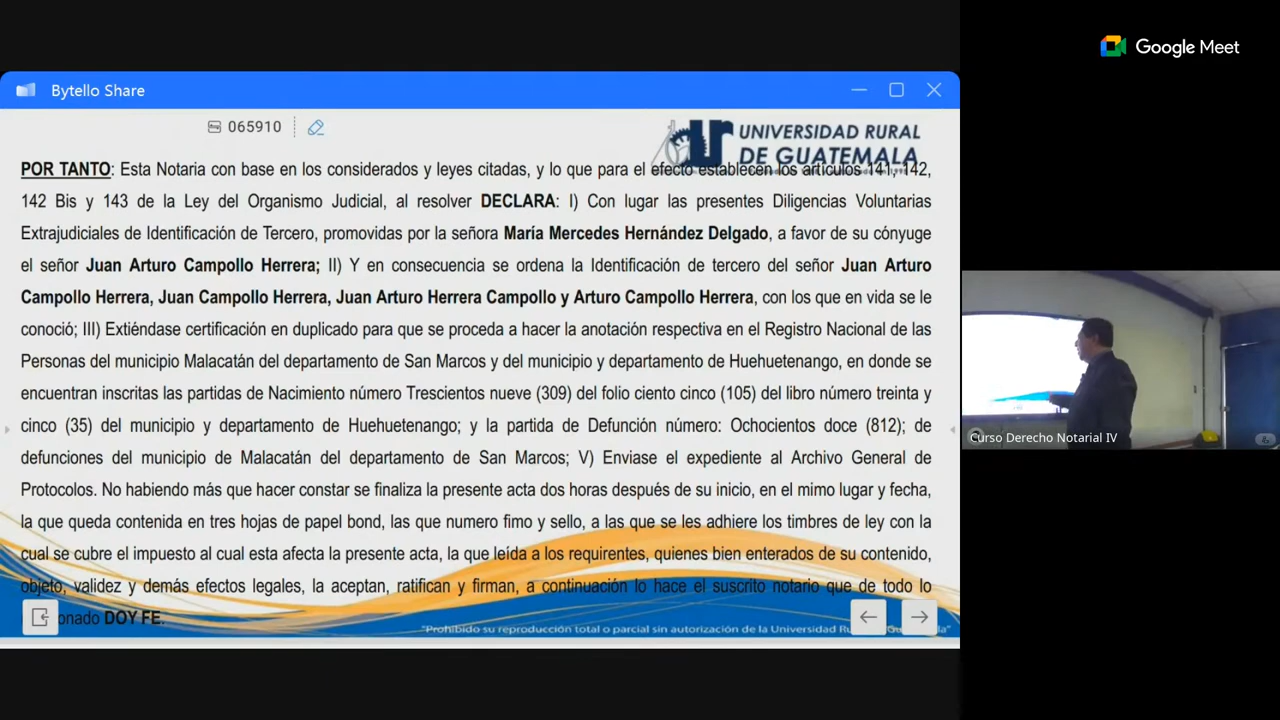 Google Meet
Bytello Share
065910
UNIVERSIDAD RURAL
DE GUATEMALA
POR TANTO: Esta Notaria con base en los considerados y leyes citadas, y lo que para el efecto establecen los artículos 141, 142,
142 Bis y 143 de la Ley del Organismo Judicial, al resolver DECLARA: I) Con lugar las presentes Diligencias Voluntarias
Extrajudiciales de Identificación de Tercero, promovidas por la señora María Mercedes Hernández Delgado, a favor de su cónyuge
el señor Juan Arturo Campollo Herrera; II) Y en consecuencia se ordena la Identificación de tercero del señor Juan Arturo
Campollo Herrera, Juan Campollo Herrera, Juan Arturo Herrera Campollo y Arturo Campollo Herrera, con los que en vida se le
conoció; III) Extiéndase certificación en duplicado para que se proceda a hacer la anotación respectiva en el Registro Nacional de las
Personas del municipio Malacatán del departamento de San Marcos y del municipio y departamento de Huehuetenango, en donde se
encuentran inscritas las partidas de Nacimiento número Trescientos nueve (309) del folio ciento cinco (105) del libro número treinta y
cinco (35) del municipio y departamento de Huehuetenango; y la partida de Defunción número: Ochocientos doce (812); de
defunciones del municipio de Malacatán del departamento de San Marcos; V) Enviase el expediente al Archivo General de
Protocolos. No habiendo más que hacer constar se finaliza la presente acta dos horas después de su inicio, en el mimo lugar y fecha,
la que queda contenida en tres hojas de papel bond, las que numero fimo y sello, a las que se les adhiere los timbres de ley con la
cual se cubre el impuesto al cual esta afecta la presente acta, la que leída a los requirentes, quienes bien enterados de su contenido,
objeto, validez y demás efectos legales, la aceptan, ratifican y firman, a continuación lo hace el suscrito notario que de todo lo
onado DOY FE.
"Prohibido su reproducción total o parcial sin autorización de la Universidad Ru
Curso Derecho Notarial IV